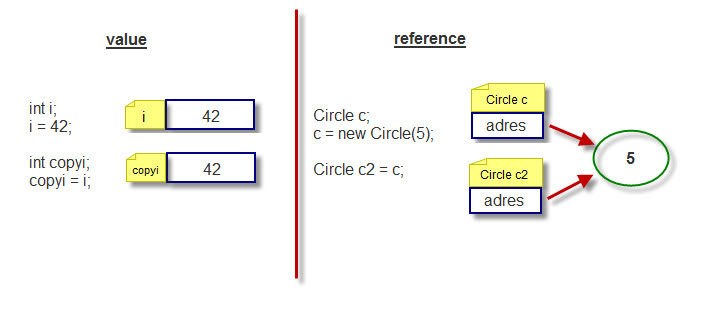 value
int i;
i = 42;
i
42
int copyi;
copyi = i;
copyi
42
reference
Circle c;
c = new Circle(5);
Circle c2 = c;
Circle c
adres
Circle c2
adres
5